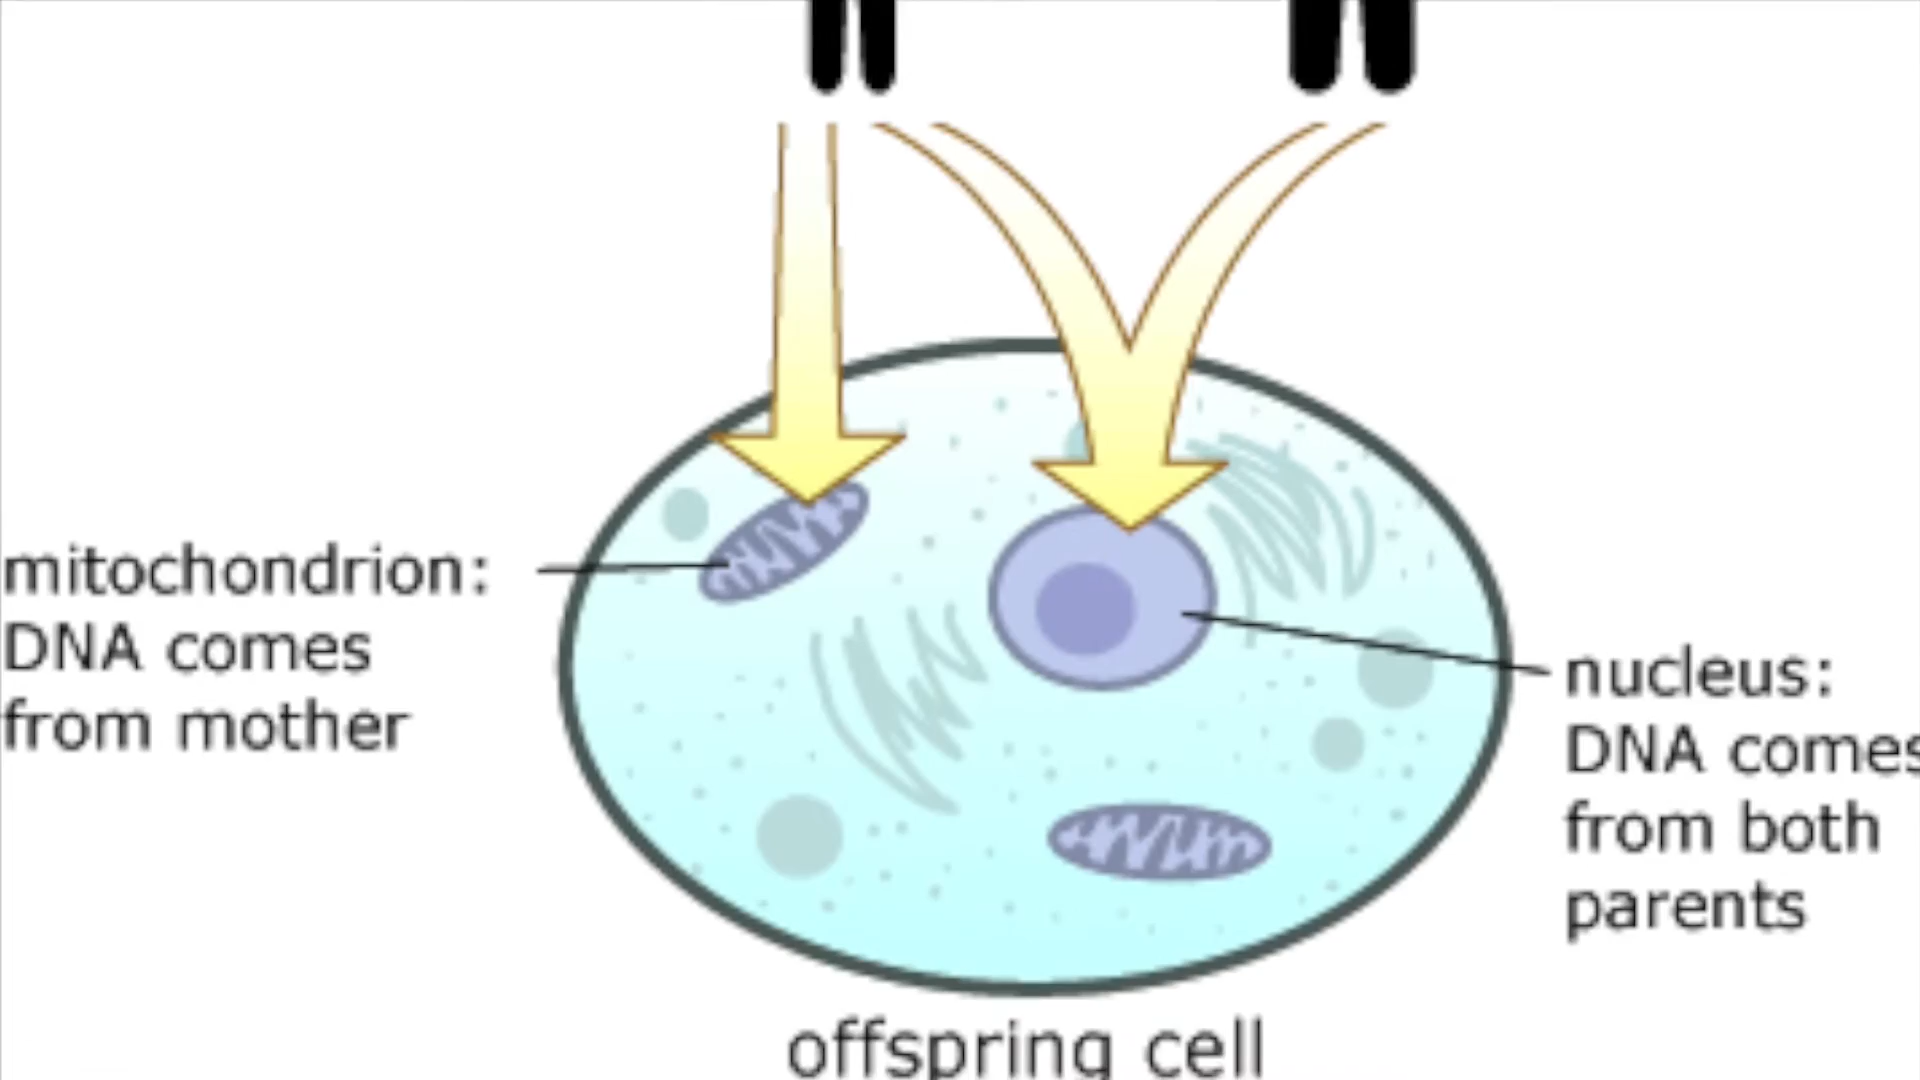 mitochondrion:
DNA comes
from mother
nucleus:
DNA comes
from both
parents
offspring cell